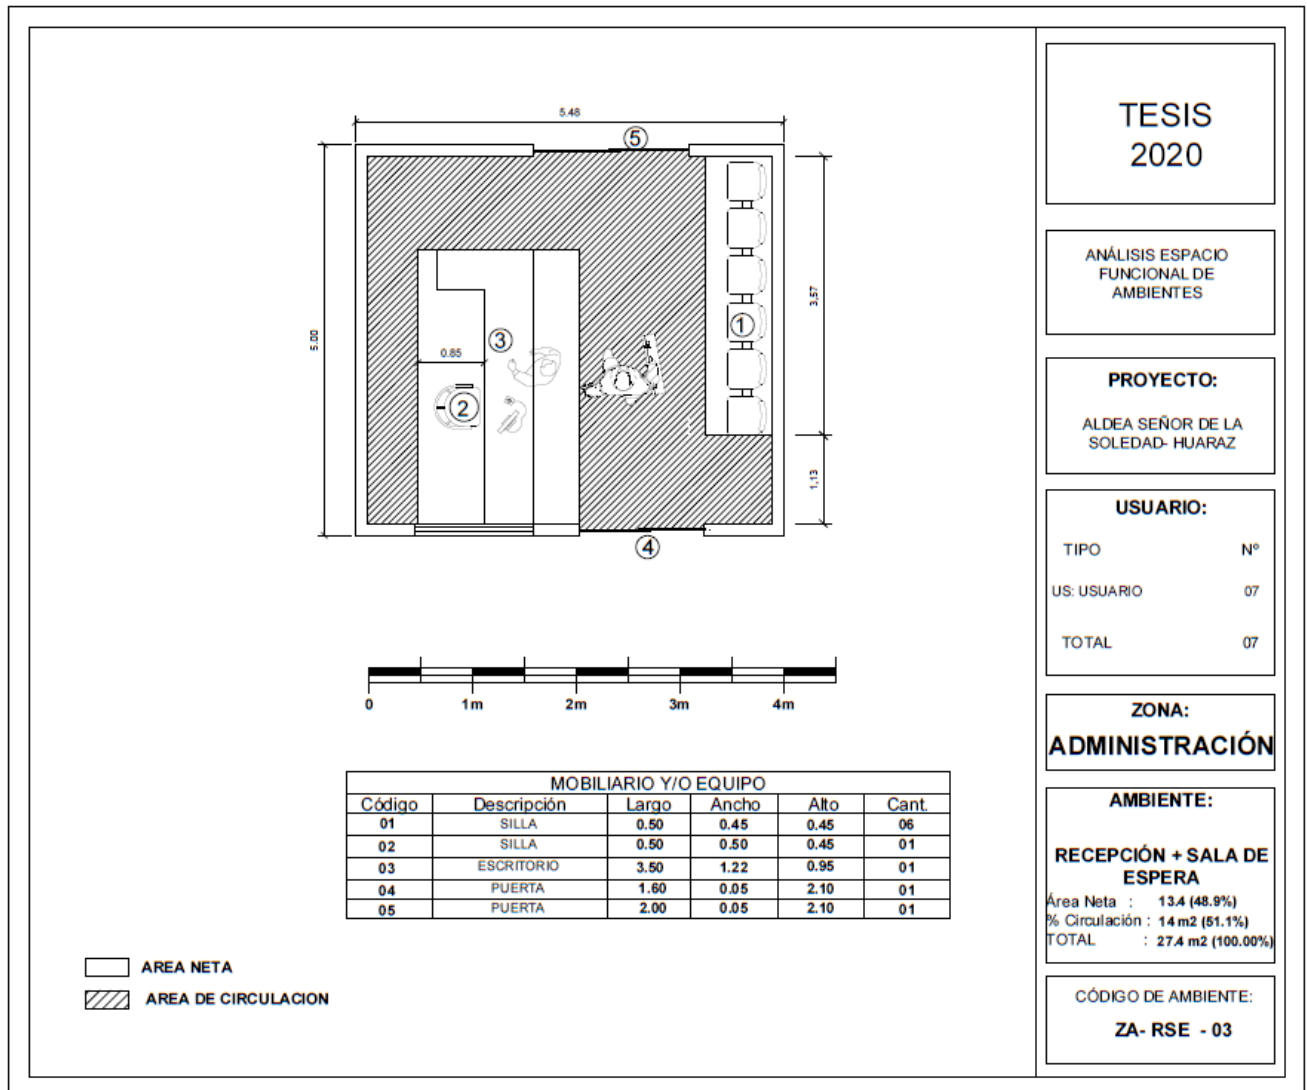 5.48
5
5.00
3,57
1
3
0.85
2
1,13
4
0 1m 2m 3m 4m
MOBILIARIO Y/O EQUIPO
Código Descripción Largo Ancho Alto Cant.
01 SILLA 0.50 0.45 0.45 06
02 SILLA 0.50 0.50 0.45 01
03 ESCRITORIO 3.50 1.22 0.95 01
04 PUERTA 1.60 0.05 2.10 01
05 PUERTA 2.00 0.05 2.10 01
AREA NETA
AREA DE CIRCULACION
TESIS
2020
ANÁLISIS ESPACIO
FUNCIONAL DE
AMBIENTES
PROYECTO:
ALDEA SEÑOR DE LA
SOLEDAD- HUARAZ
USUARIO:
TIPO Nº
US: USUARIO 07
TOTAL 07
ZONA:
ADMINISTRACIÓN
AMBIENTE:
RECEPCIÓN + SALA DE
ESPERA
Área Neta : 13.4 (48.9%)
% Circulación : 14 m2 (51.1%)
TOTAL : 27.4 m2 (100.00%)
CÓDIGO DE AMBIENTE:
ZA- RSE - 03